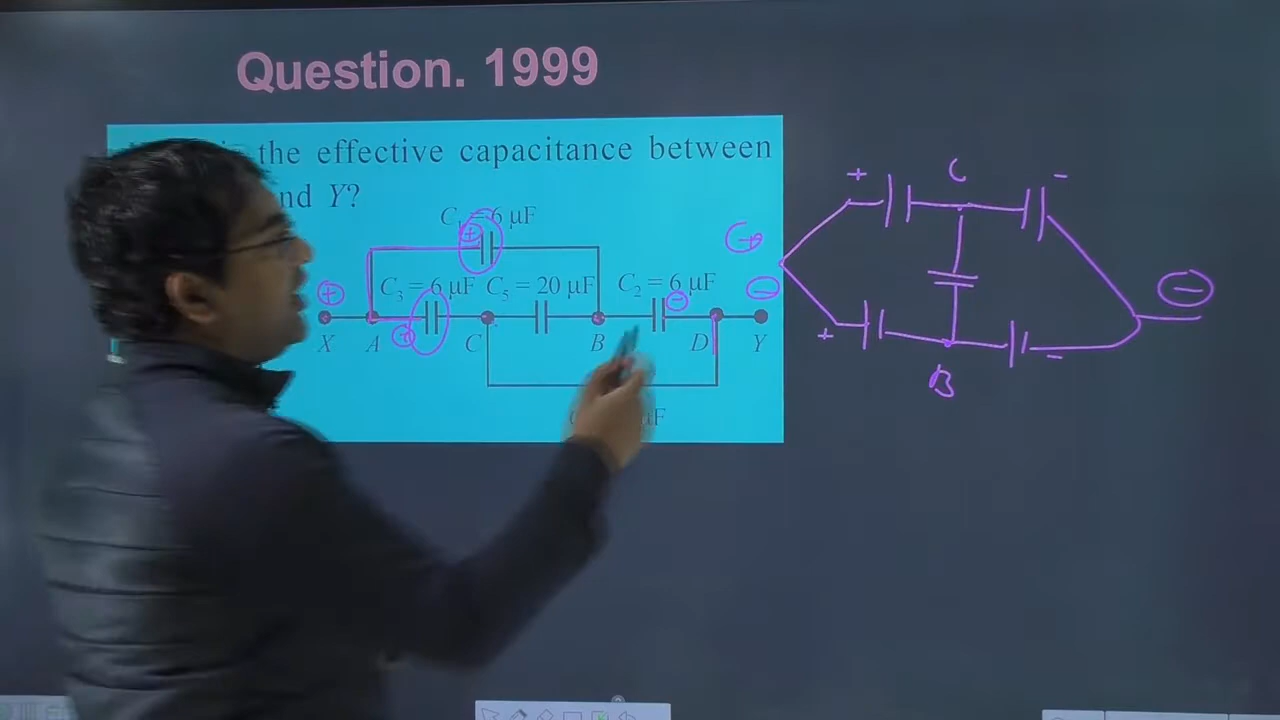 Question. 1999
the effective capacitance between
nd Y?
C₁ = 6 μF
C₃ = 6 μF C₅ = 20 μF C₂ = 6 μF
+ + + - -
X A C B D Y
μF
+ C -
+ -
+ B -